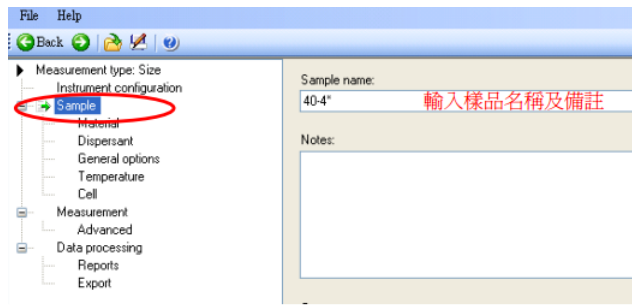 File Help
Back
Measurement type: Size
Instrument configuration
Sample
Material
Dispersant
General options
Temperature
Cell
Measurement
Advanced
Data processing
Reports
Export
Sample name:
40-4" 輸入樣品名稱及備註
Notes: